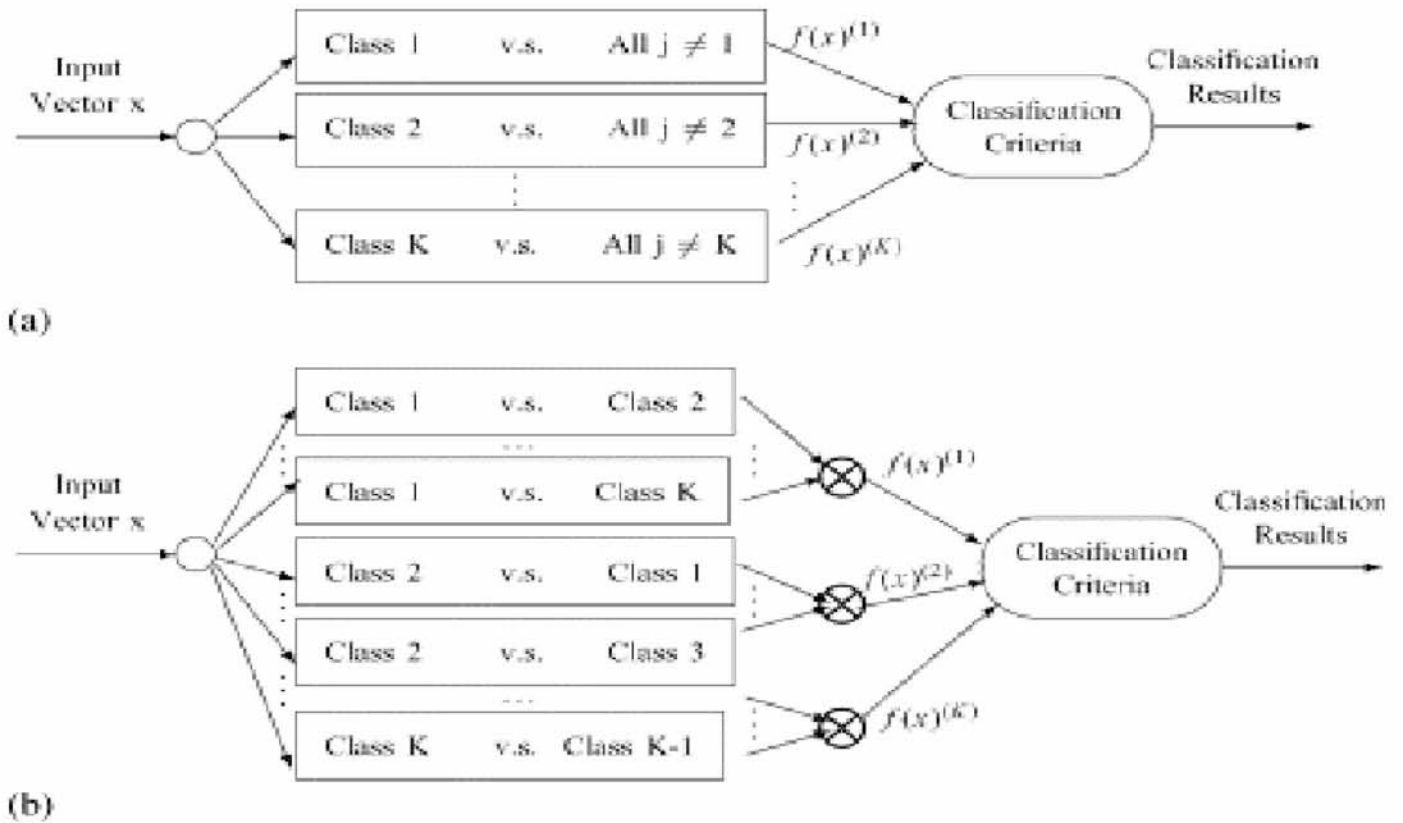 Input
Vector x
Class 1 v.s. All j ≠ 1
Class 2 v.s. All j ≠ 2
⋮
Class K v.s. All j ≠ K
f(x)^(1)
f(x)^(2)
⋮
f(x)^(K)
Classification
Criteria
Classification
Results
(a)
Input
Vector x
Class 1 v.s. Class 2
...
Class 1 v.s. Class K
Class 2 v.s. Class 1
Class 2 v.s. Class 3
...
Class K v.s. Class K-1
f(x)^(1)
f(x)^(2)
f(x)^(K)
Classification
Criteria
Classification
Results
(b)